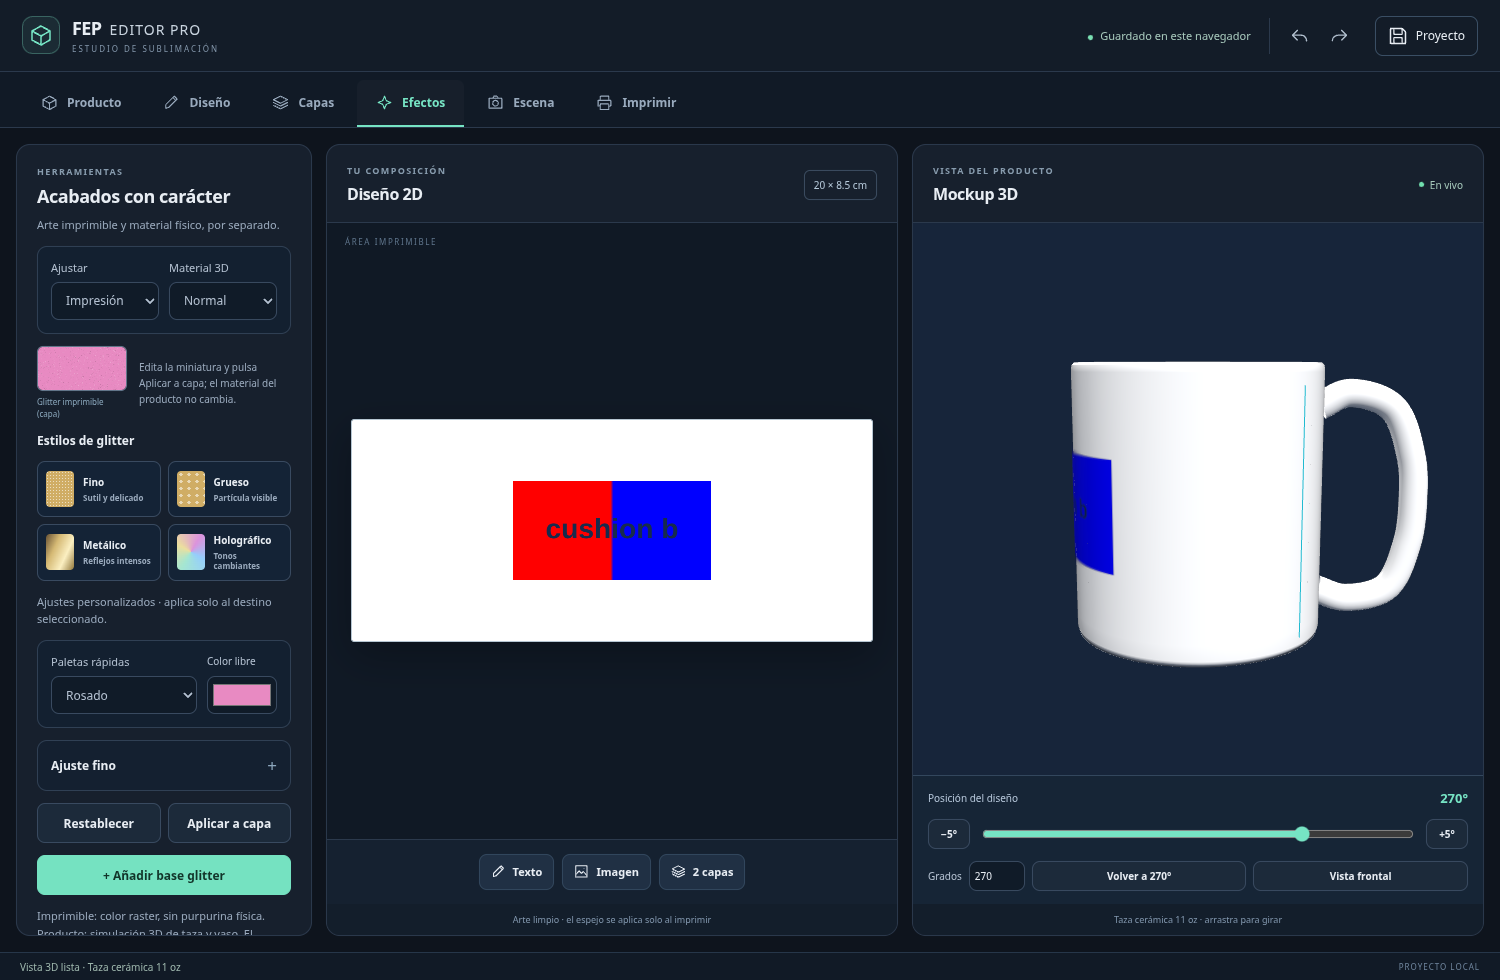 FEP EDITOR PRO
ESTUDIO DE SUBLIMACIÓN
Guardado en este navegador
Proyecto
Producto
Diseño
Capas
Efectos
Escena
Imprimir
HERRAMIENTAS
Acabados con carácter
Arte imprimible y material físico, por separado.
Ajustar
Material 3D
Impresión
Normal
Edita la miniatura y pulsa
Aplicar a capa; el material del
producto no cambia.
Glitter imprimible
(capa)
Estilos de glitter
Fino
Sutil y delicado
Grueso
Partícula visible
Metálico
Reflejos intensos
Holográfico
Tonos
cambiantes
Ajustes personalizados · aplica solo al destino
seleccionado.
Paletas rápidas
Color libre
Rosado
Ajuste fino
+
Restablecer
Aplicar a capa
+ Añadir base glitter
Imprimible: color raster, sin purpurina física.
Producto: simulación 3D de taza y vaso. El
TU COMPOSICIÓN
Diseño 2D
20 × 8.5 cm
ÁREA IMPRIMIBLE
cushion b
Texto
Imagen
2 capas
Arte limpio · el espejo se aplica solo al imprimir
VISTA DEL PRODUCTO
Mockup 3D
En vivo
b
Posición del diseño
270°
−5°
+5°
Grados
270
Volver a 270°
Vista frontal
Taza cerámica 11 oz · arrastra para girar
Vista 3D lista · Taza cerámica 11 oz
PROYECTO LOCAL